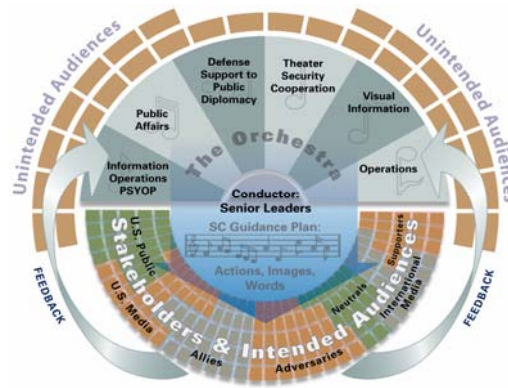 Unintended Audiences
Unintended Audiences
Defense
Support to
Public
Diplomacy
Theater
Security
Cooperation
Public
Affairs
Visual
Information
Information
Operations
PSYOP
Operations
The Orchestra
Conductor:
Senior Leaders
SC Guidance Plan:
Actions, Images,
Words
U.S. Public
U.S. Media
Allies
Adversaries
Neutrals
International
Media
Supporters
Stakeholders & Intended Audiences
FEEDBACK
FEEDBACK